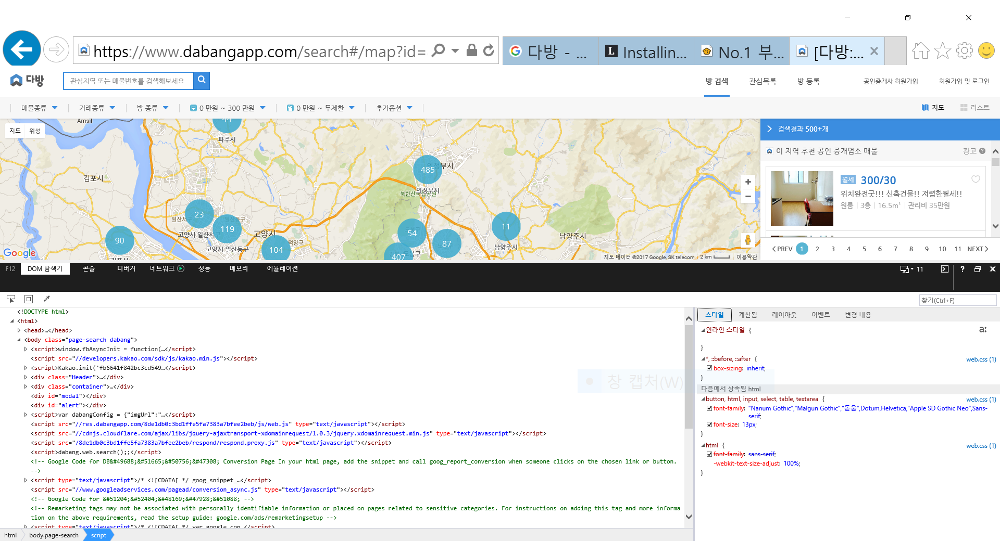 https://www.dabangapp.com/search#/map?id=
다방 - ...
Installin...
No.1 부...
[다방:...
다방
관심지역 또는 매물번호를 검색해보세요
방 검색
관심목록
방 등록
공인중개사 회원가입
회원가입 및 로그인
매물종류
거래종류
방 종류
보 0 만원 ~ 300 만원
월 0 만원 ~ 무제한
추가옵션
지도
리스트
지도 위성
Amsil
44
파주시
김포시
485
의정부시
의정부시
북한산국립공원
23
119
일산서구
일산동구
고양시 일산서구
고양시
90
104
덕양구
고양시 일산동구
54
87
11
407
남양주시
남양주시
Google
지도 데이터 ©2017 Google, SK telecom
2 km
이용약관
검색결과 500+개
이 지역 추천 공인 중개업소 매물
광고
월세 300/30
위치완전굿!!! 신축건물!! 저렴한월세!!
원룸 | 3층 | 16.5m² | 관리비 35만원
PREV 1 2 3 4 5 6 7 8 9 10 11 NEXT
F12 DOM 탐색기 콘솔 디버거 네트워크 성능 메모리 에뮬레이션
11
?
찾기(Ctrl+F)
<!DOCTYPE html>
<html>
<head>…</head>
<body class="page-search dabang">
<script>window.fbAsyncInit = function(…</script>
<script src="//developers.kakao.com/sdk/js/kakao.min.js"></script>
<script>Kakao.init('fb6641f842bc3cd549…</script>
<div class="Header">…</div>
<div class="container">…</div>
<div id="modal"></div>
<div id="alert"></div>
<script>var dabangConfig = {"imgUrl":"…</script>
<script src="//res.dabangapp.com/8de1db0c3bd1ffe5fa7383a7bfee2beb/js/web.js" type="text/javascript"></script>
<script src="//cdnjs.cloudflare.com/ajax/libs/jquery-ajaxtransport-xdomainrequest/1.0.3/jquery.xdomainrequest.min.js" type="text/javascript"></script>
<script src="/8de1db0c3bd1ffe5fa7383a7bfee2beb/respond/respond.proxy.js" type="text/javascript"></script>
<script>dabang.web.search();;</script>
<!-- Google Code for DB&#49688;&#51665;&#50756;&#47308; Conversion Page In your html page, add the snippet and call goog_report_conversion when someone clicks on the chosen link or button.
-->
<script type="text/javascript">/* <![CDATA[ */ goog_snippet_…</script>
<script src="//www.googleadservices.com/pagead/conversion_async.js" type="text/javascript"></script>
<!-- Google Code for &#51204;&#52404;&#48169;&#47928;&#51088; -->
<!-- Remarketing tags may not be associated with personally identifiable information or placed on pages related to sensitive categories. For instructions on adding this tag and more informa
tion on the above requirements, read the setup guide: google.com/ads/remarketingsetup -->
<script type="text/javascript">/* <![CDATA[ */ var google_con…</script>
html body.page-search script
창 캡처(W)
스타일 계산됨 레이아웃 이벤트 변경 내용
인라인 스타일 {
a:
}
*, ::before, ::after {
web.css (1)
box-sizing: inherit;
}
다음에서 상속됨 html
button, html, input, select, table, textarea {
web.css (1)
font-family: "Nanum Gothic","Malgun Gothic","돋움",Dotum,Helvetica,"Apple SD Gothic Neo",Sans-
serif;
font-size: 13px;
}
html {
web.css (1)
font-family: sans-serif;
-webkit-text-size-adjust: 100%;
}